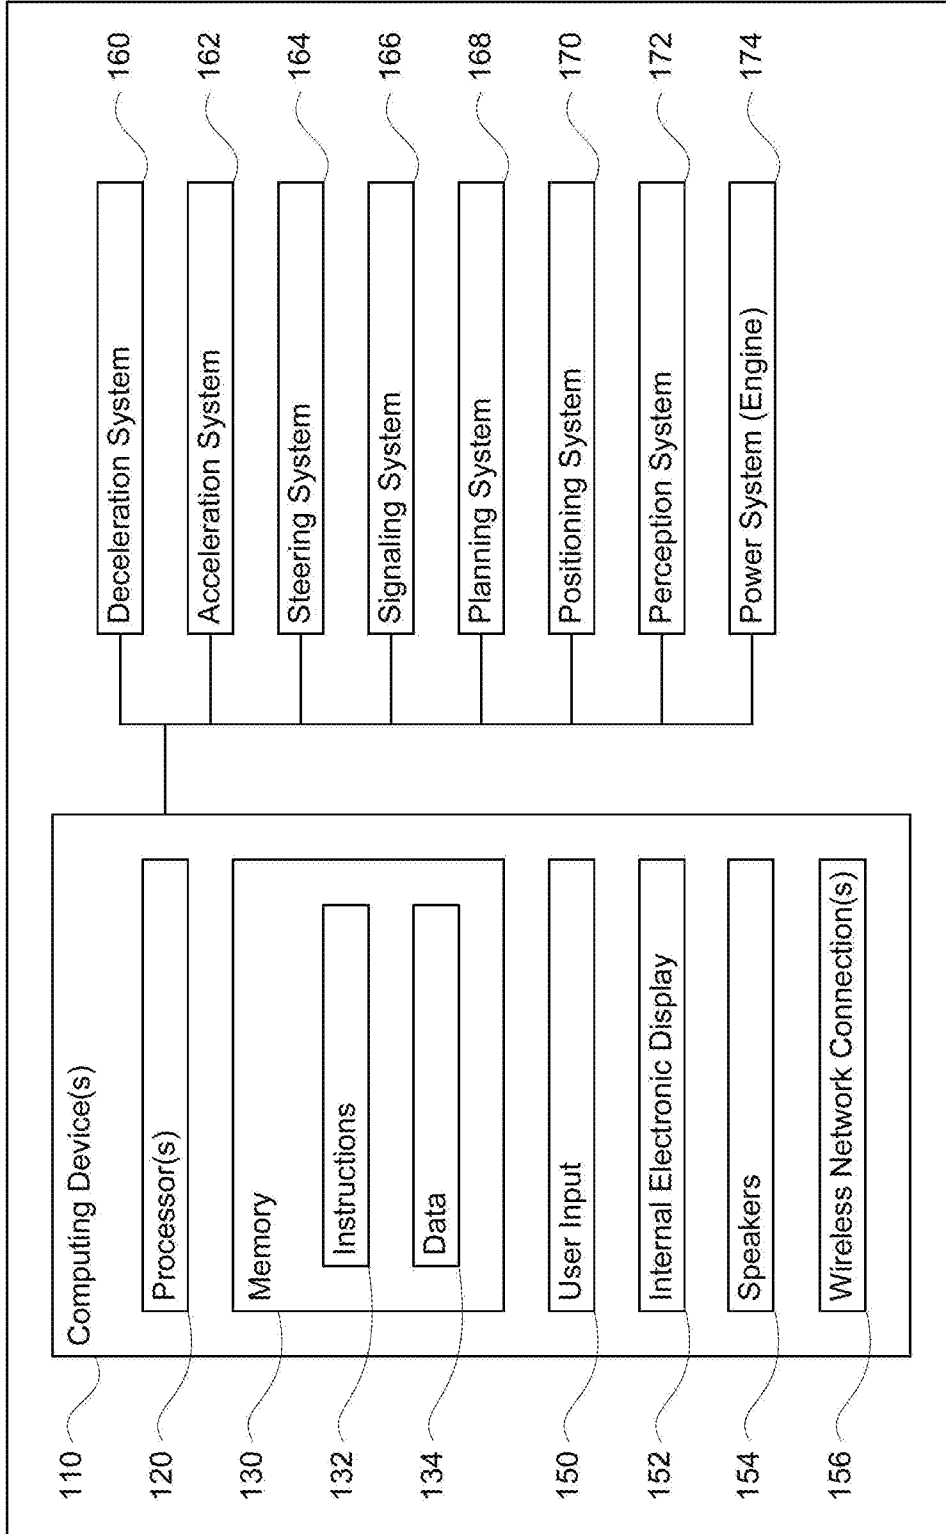 110
Computing Device(s)
120
Processor(s)
130
Memory
132
Instructions
134
Data
150
User Input
152
Internal Electronic Display
154
Speakers
156
Wireless Network Connection(s)
Deceleration System
160
Acceleration System
162
Steering System
164
Signaling System
166
Planning System
168
Positioning System
170
Perception System
172
Power System (Engine)
174